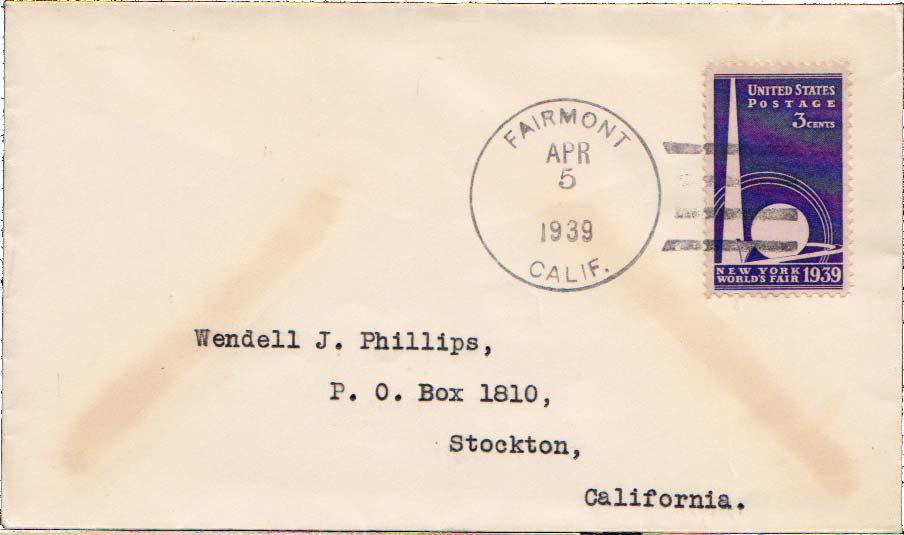 FAIRMONT
APR
5
1939
CALIF.
UNITED STATES
POSTAGE
3 CENTS
NEW YORK
WORLD'S FAIR 1939
Wendell J. Phillips,
P. O. Box 1810,
Stockton,
California.